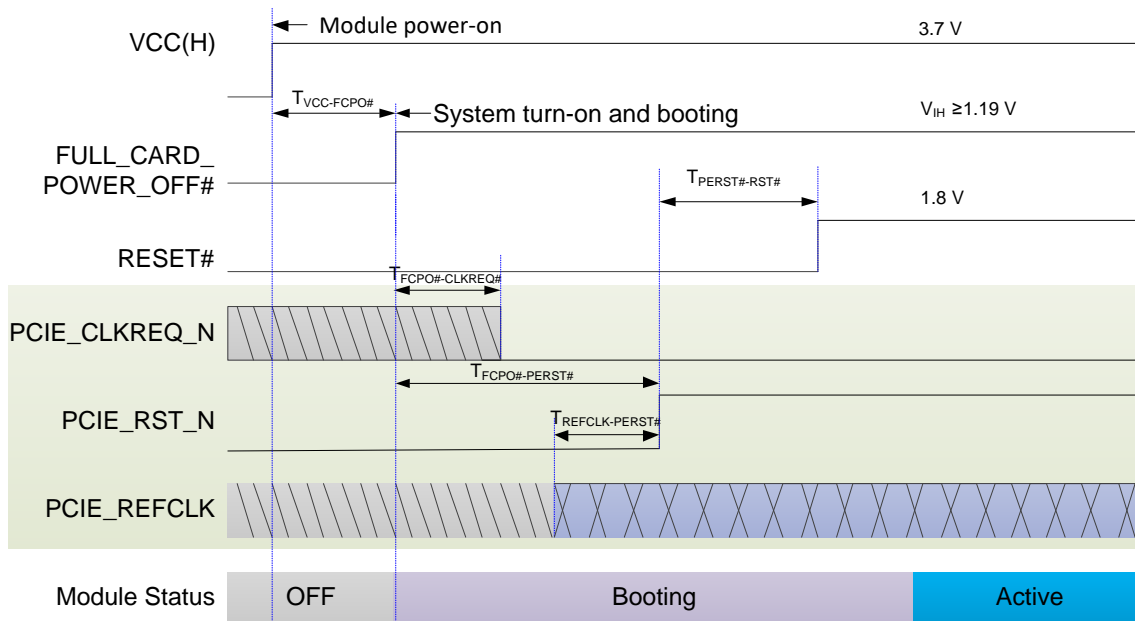 Module power-on
VCC(H)
3.7 V
TVCC-FCPO#
System turn-on and booting
VIH ≥1.19 V
FULL_CARD_
POWER_OFF#
TPERST#-RST#
1.8 V
RESET#
TFCPO#-CLKREQ#
PCIE_CLKREQ_N
TFCPO#-PERST#
PCIE_RST_N
TREFCLK-PERST#
PCIE_REFCLK
Module Status
OFF
Booting
Active